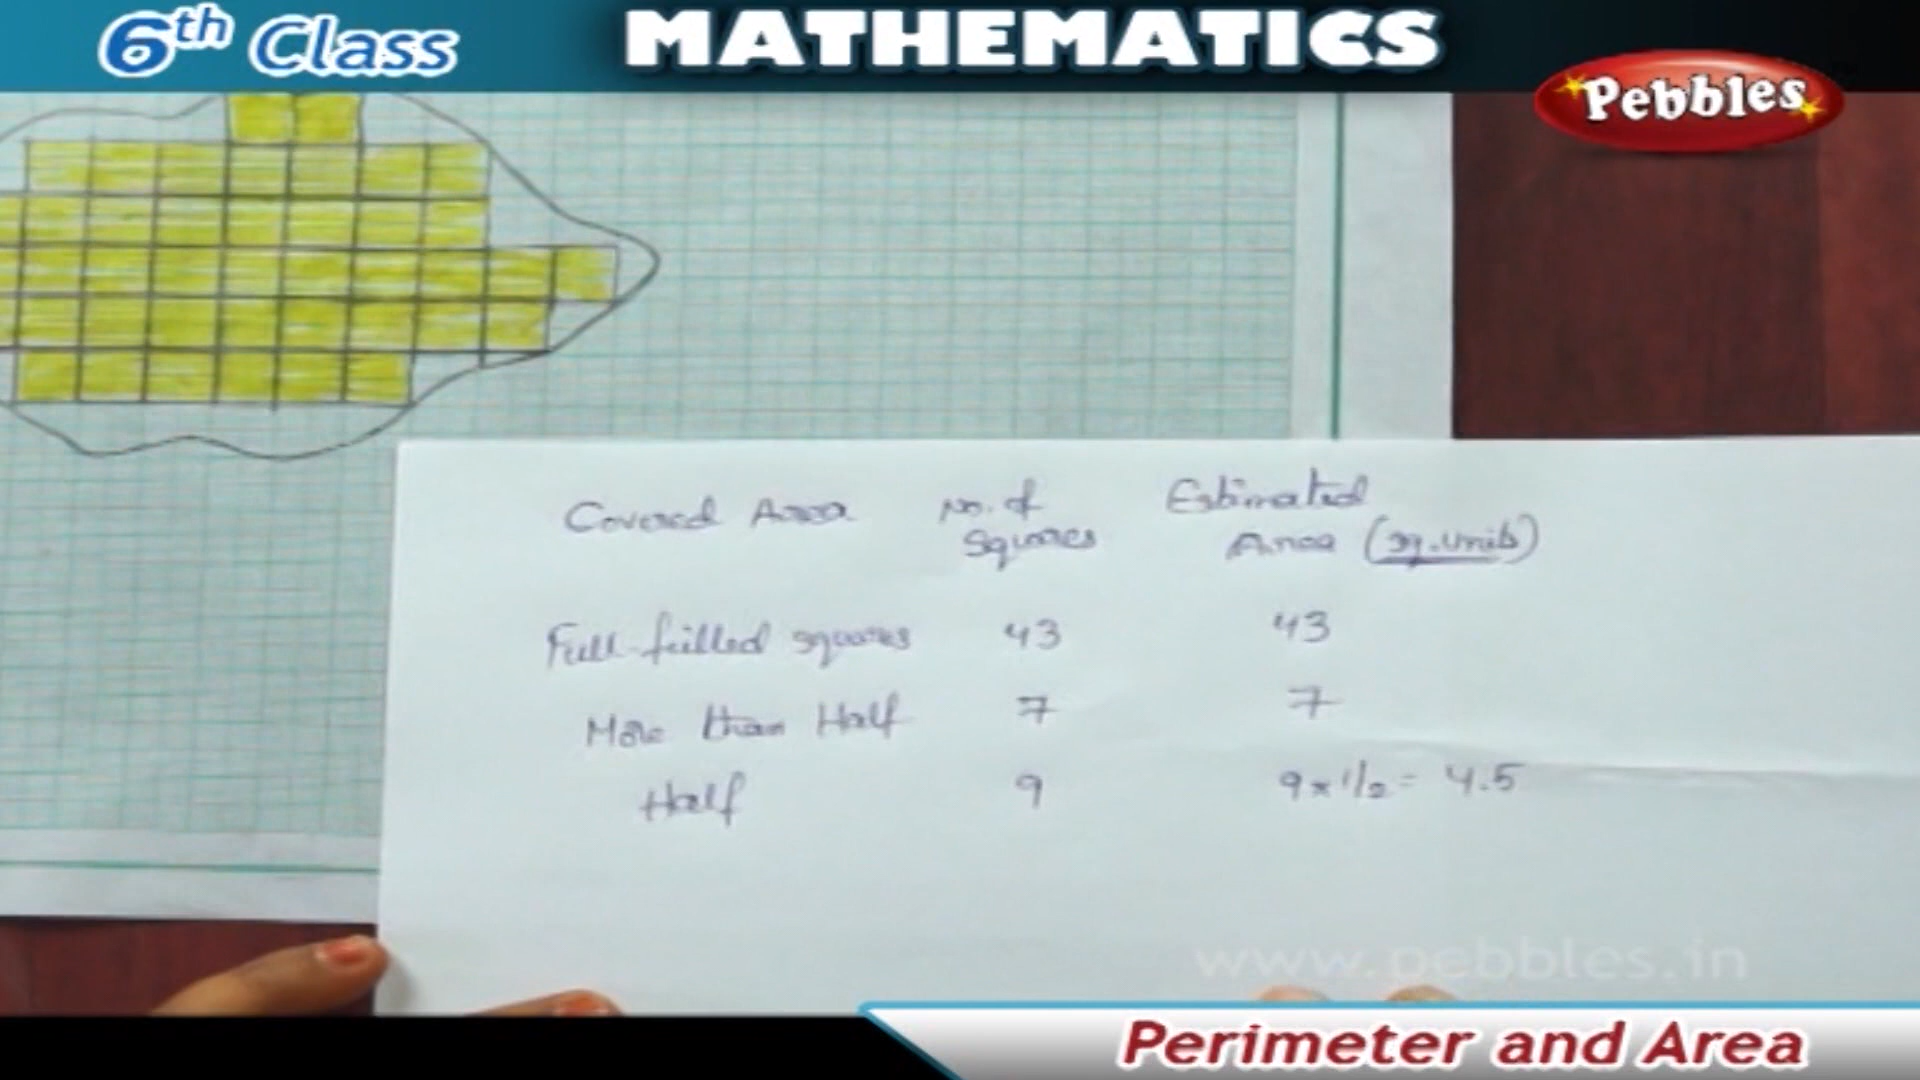 6th Class
MATHEMATICS
Pebbles
Covered Area No. of Squares Estimated Area (sq.units)
Full-filled squares 43 43
More than Half 7 7
Half 9 9 x 1/2 = 4.5
www.pebbles.in
Perimeter and Area